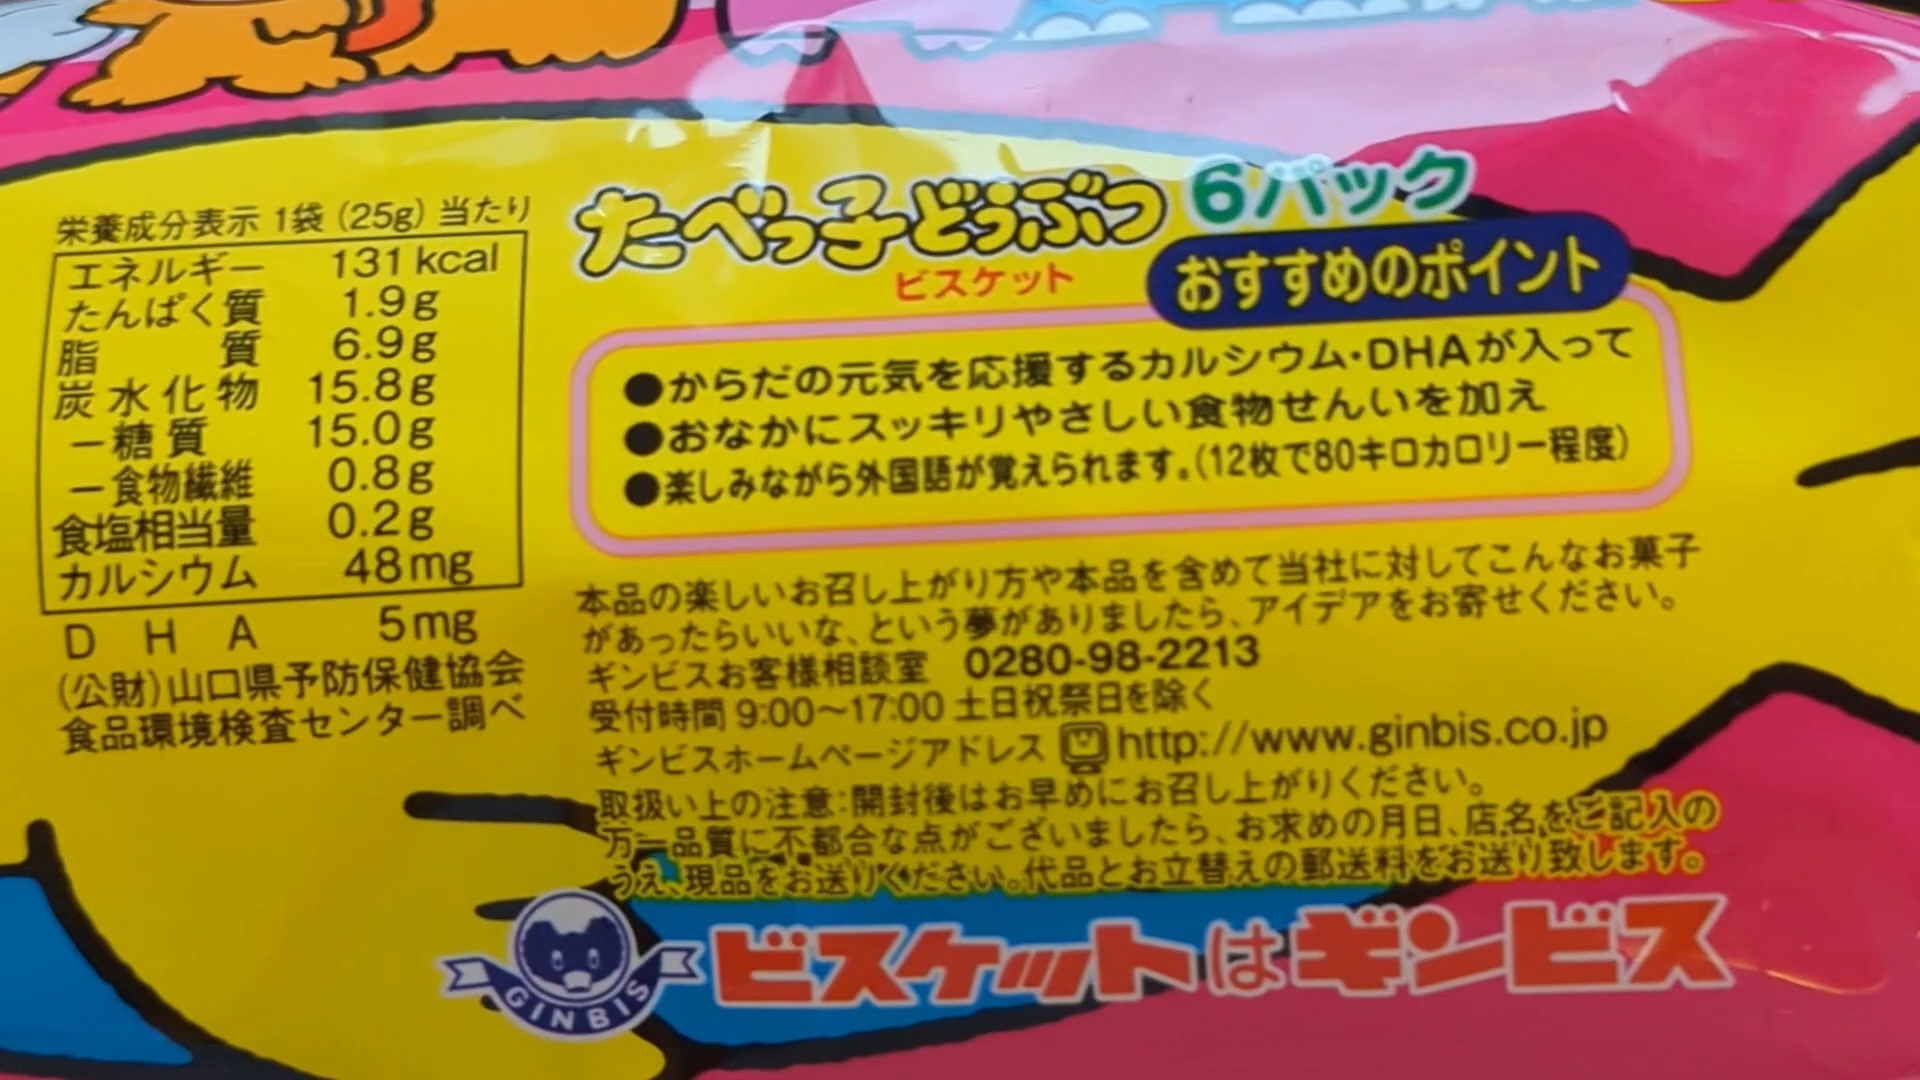 栄養成分表示 1袋(25g)当たり
エネルギー 131kcal
たんぱく質 1.9g
脂質 6.9g
炭水化物 15.8g
ー糖質 15.0g
ー食物繊維 0.8g
食塩相当量 0.2g
カルシウム 48mg
DHA 5mg
(公財)山口県予防保健協会
食品環境検査センター調べ
たべっ子どうぶつ 6パック
ビスケット
おすすめのポイント
●からだの元気を応援するカルシウム・DHAが入って
●おなかにスッキリやさしい食物せんいを加え
●楽しみながら外国語が覚えられます。(12枚で80キロカロリー程度)
本品の楽しいお召し上がり方や本品を含めて当社に対してこんなお菓子
があったらいいな、という夢がありましたら、アイデアをお寄せください。
ギンビスお客様相談室 0280-98-2213
受付時間 9:00〜17:00 土日祝祭日を除く
ギンビスホームページアドレス http://www.ginbis.co.jp
取扱い上の注意:開封後はお早めにお召し上がりください。
万一品質に不都合な点がございましたら、お求めの月日、店名をご記入の
うえ、現品をお送りください。代品とお立替えの郵送料をお送り致します。
GINBIS
ビスケットはギンビス